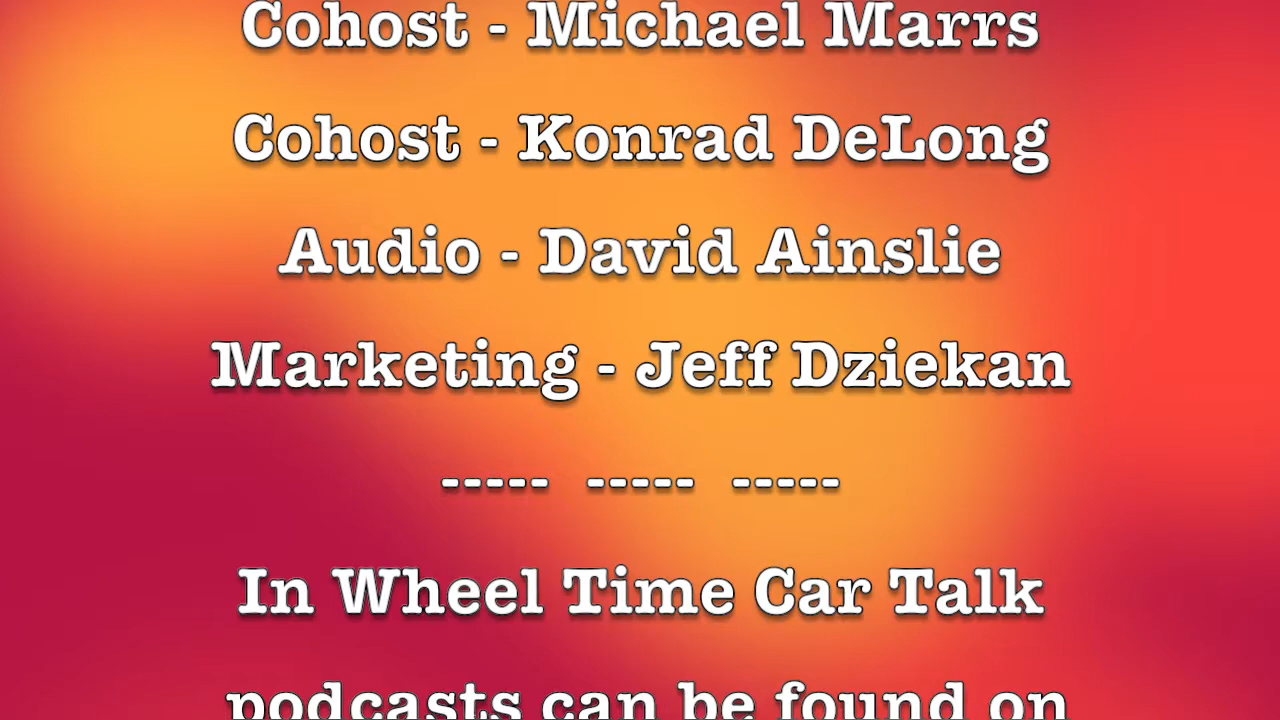 Cohost - Michael Marrs
Cohost - Konrad DeLong
Audio - David Ainslie
Marketing - Jeff Dziekan
----- ----- -----
In Wheel Time Car Talk
podcasts can be found on